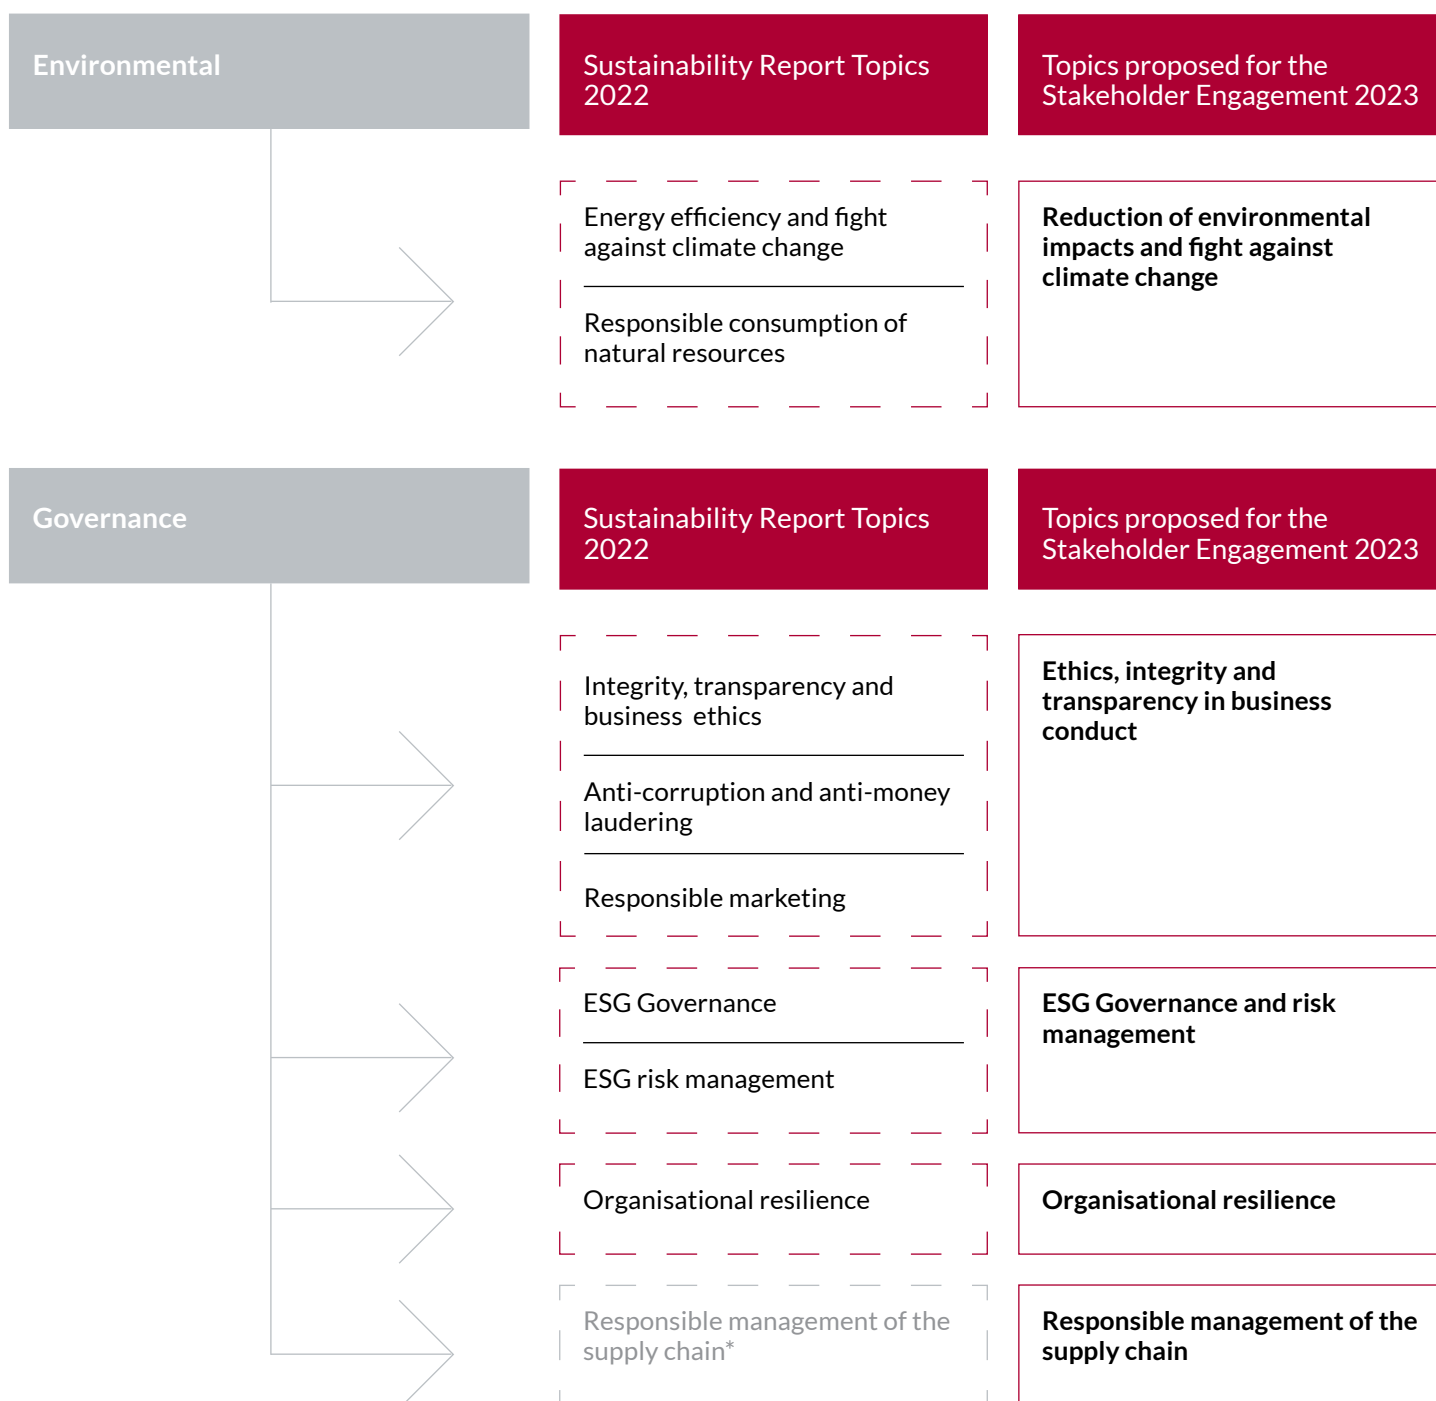 Environmental
Sustainability Report Topics
2022
Topics proposed for the
Stakeholder Engagement 2023
Energy efficiency and fight
against climate change
Responsible consumption of
natural resources
Reduction of environmental
impacts and fight against
climate change
Governance
Sustainability Report Topics
2022
Topics proposed for the
Stakeholder Engagement 2023
Integrity, transparency and
business ethics
Anti-corruption and anti-money
laudering
Responsible marketing
Ethics, integrity and
transparency in business
conduct
ESG Governance
ESG risk management
ESG Governance and risk
management
Organisational resilience
Organisational resilience
Responsible management of the
supply chain*
Responsible management of the
supply chain